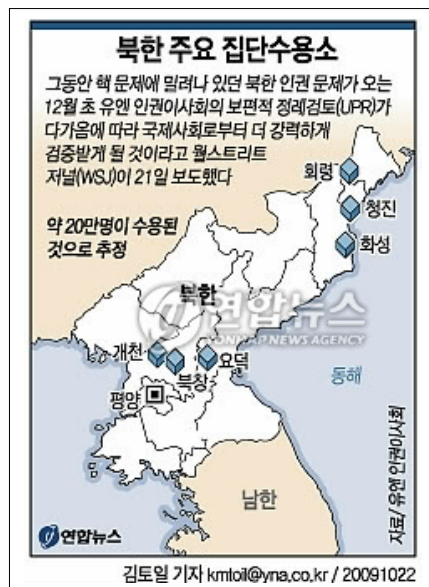 북한 주요 집단수용소
그동안 핵 문제에 밀려나 있던 북한 인권 문제가 오는
12월 초 유엔 인권이사회의 보편적 정례검토(UPR)가
다가옴에 따라 국제사회로부터 더 강력하게
검증받게 될 것이라고 월스트리트
저널(WSJ)이 21일 보도했다
약 20만명이 수용된
것으로 추정
회령
청진
화성
북한
연합뉴스
YONHAP NEWS AGENCY
개천
북창
요덕
평양
동해
남한
자료/유엔 인권이사회
연합뉴스
김토일 기자 kmtoil@yna.co.kr / 20091022